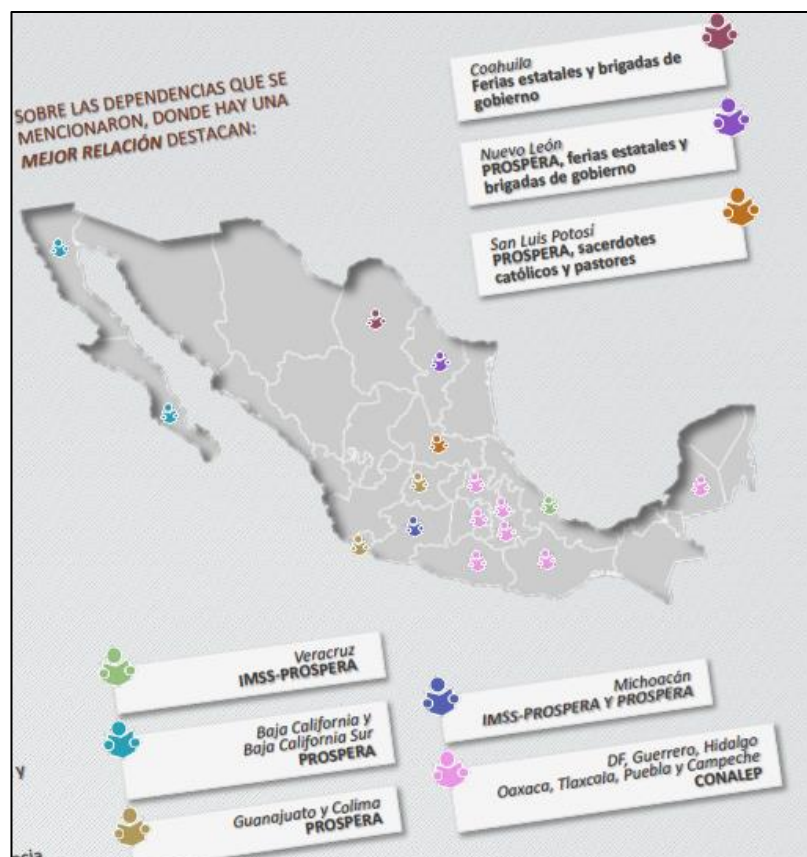 SOBRE LAS DEPENDENCIAS QUE SE
MENCIONARON, DONDE HAY UNA
MEJOR RELACIÓN DESTACAN:
Coahuila
Ferias estatales y brigadas de
gobierno
Nuevo León
PROSPERA, ferias estatales y
brigadas de gobierno
San Luis Potosí
PROSPERA, sacerdotes
católicos y pastores
Veracruz
IMSS-PROSPERA
Baja California y
Baja California Sur
PROSPERA
Guanajuato y Colima
PROSPERA
Michoacán
IMSS-PROSPERA Y PROSPERA
DF, Guerrero, Hidalgo
Oaxaca, Tlaxcala, Puebla y Campeche
CONALEP
y